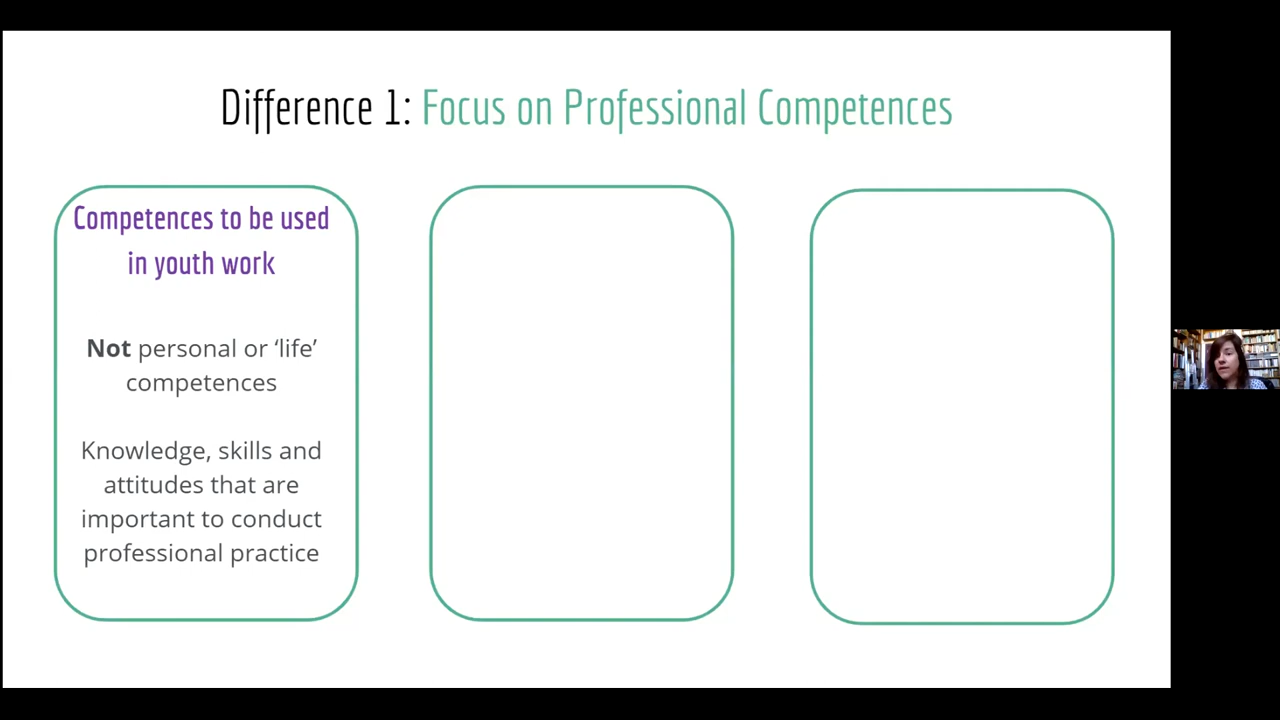 Difference 1: Focus on Professional Competences
Competences to be used
in youth work
Not personal or ‘life’
competences
Knowledge, skills and
attitudes that are
important to conduct
professional practice